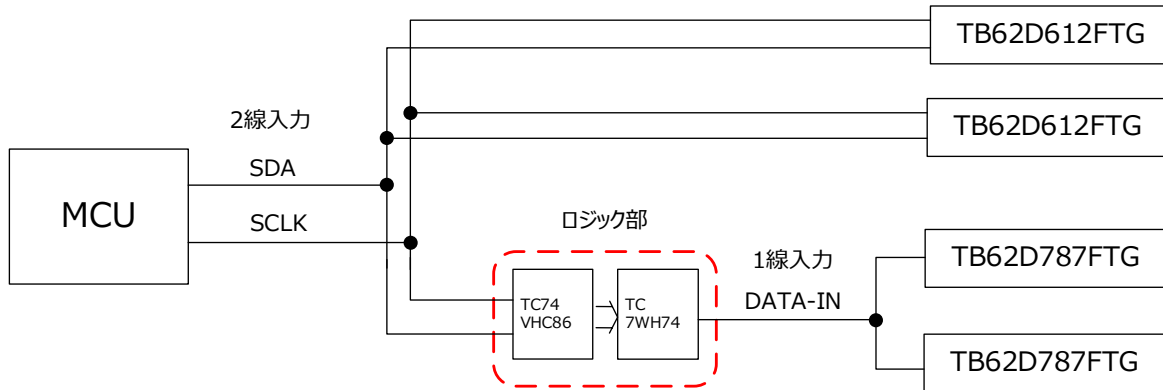 TB62D612FTG
TB62D612FTG
2線入力
SDA
MCU
SCLK
ロジック部
1線入力
TB62D787FTG
TC74
VHC86
TC
7WH74
DATA-IN
TB62D787FTG